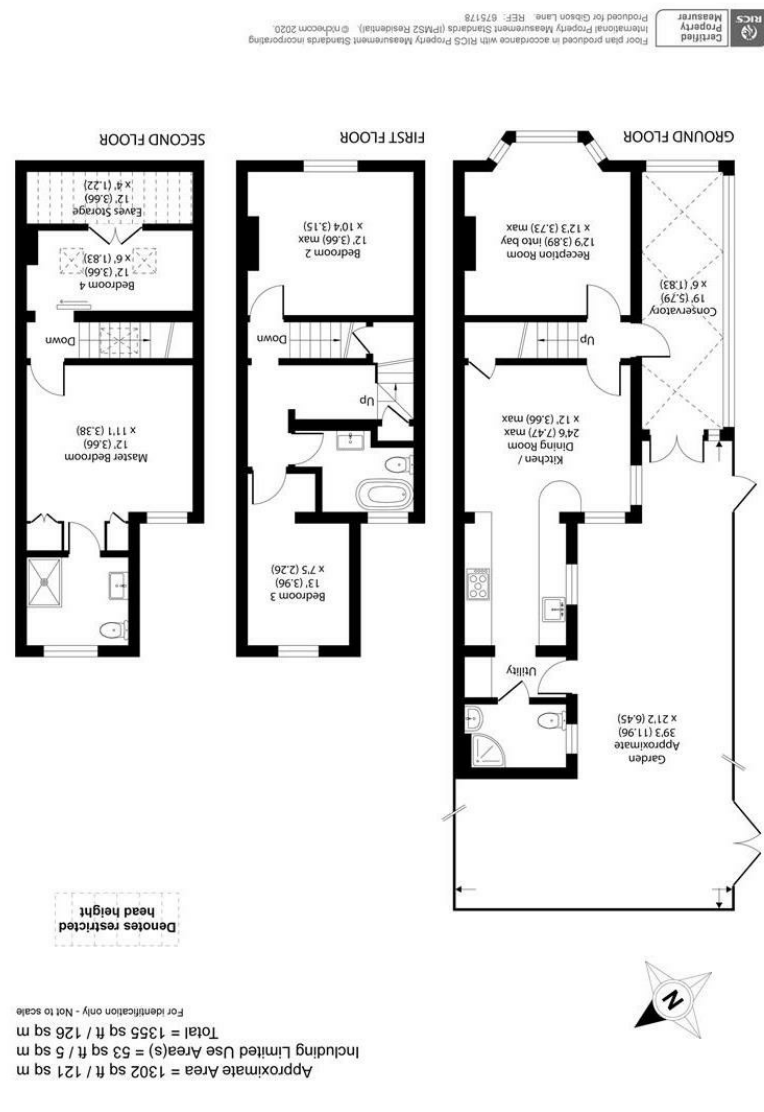 Approximate Area = 1302 sq ft / 121 sq m
Including Limited Use Area(s) = 53 sq ft / 5 sq m
Total = 1355 sq ft / 126 sq m
For identification only - Not to scale
N
Denotes restricted
head height
Garden
Approximate
39'3 (11.96)
x 21'2 (6.45)
Utility
Kitchen /
Dining Room
24'6 (7.47) max
x 12' (3.66) max
Up
Conservatory
19' (5.79)
x 6' (1.83)
Reception Room
12'9 (3.89) into bay
x 12'3 (3.73) max
GROUND FLOOR
Bedroom 3
13' (3.96)
x 7'5 (2.26)
Up
Down
Bedroom 2
12' (3.66) max
x 10'4 (3.15)
FIRST FLOOR
Master Bedroom
12' (3.66)
x 11'1 (3.38)
Down
Bedroom 4
12' (3.66)
x 6' (1.83)
Eaves Storage
12' (3.66)
x 4' (1.22)
SECOND FLOOR
RICS
Certified
Property
Measurer
Floor plan produced in accordance with RICS Property Measurement Standards incorporating
International Property Measurement Standards (IPMS2 Residential). © nichecom 2020.
Produced for Gibson Lane. REF: 675178